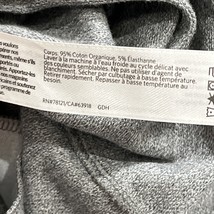 Corps: 95% Coton Organique, 5% Élasthanne
Laver à la machine à l'eau froide au cycle délicat avec
des couleurs semblables. Ne pas utiliser d'agent de
blanchiment. Sécher par culbutage à basse température
Retirer rapidement. Repasser à basse température au
besoin.
RN#78121/CA#63918 GDH